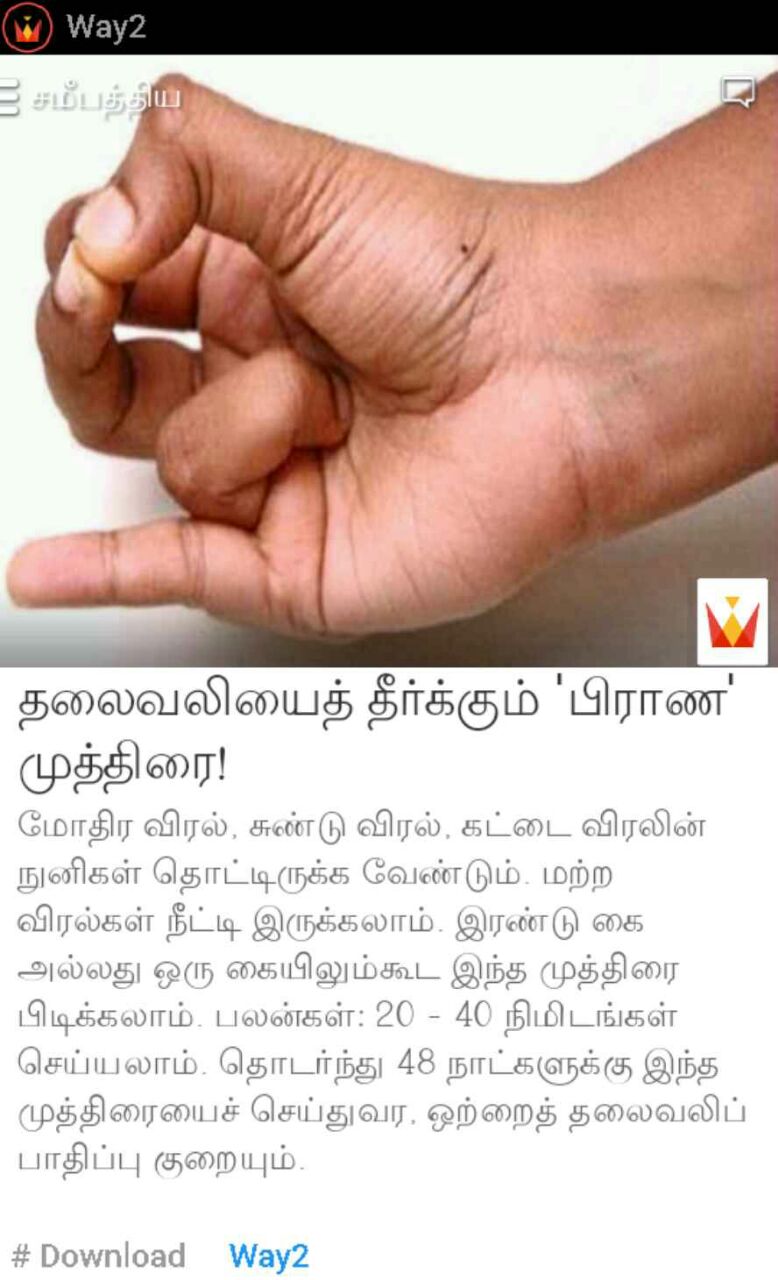 Way2
சமீபத்திய
தலைவலியைத் தீர்க்கும் 'பிராண'
முத்திரை!
மோதிர விரல், சுண்டு விரல், கட்டை விரலின்
நுனிகள் தொட்டிருக்க வேண்டும். மற்ற
விரல்கள் நீட்டி இருக்கலாம். இரண்டு கை
அல்லது ஒரு கையிலும்கூட இந்த முத்திரை
பிடிக்கலாம். பலன்கள்: 20 - 40 நிமிடங்கள்
செய்யலாம். தொடர்ந்து 48 நாட்களுக்கு இந்த
முத்திரையைச் செய்துவர, ஒற்றைத் தலைவலிப்
பாதிப்பு குறையும்.
# Download Way2